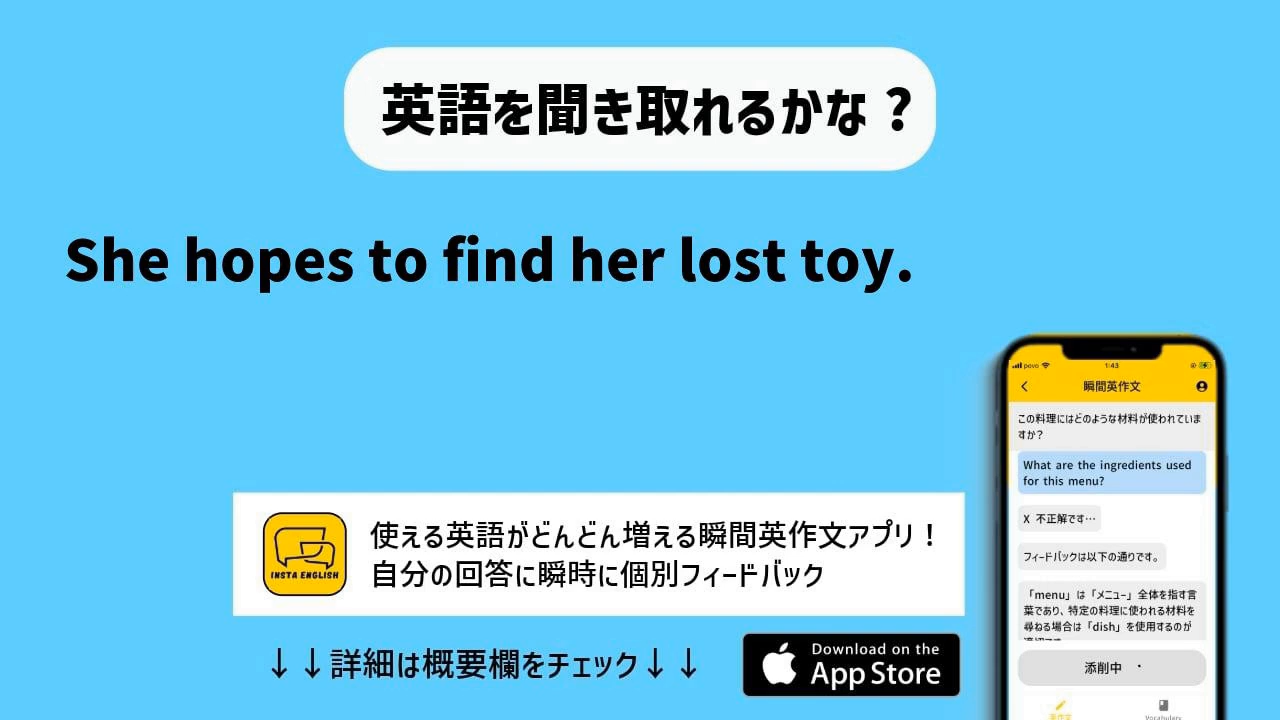 英語を聞き取れるかな？
She hopes to find her lost toy.
povo
1:43
瞬間英作文
この料理にはどのような材料が使われていま
すか？
What are the ingredients used
for this menu?
X 不正解です…
フィードバックは以下の通りです。
「menu」は「メニュー」全体を指す言
葉であり、特定の料理に使われる材料を
尋ねる場合は「dish」を使用するのが
添削中
英作文
Vocabulary
INSTA ENGLISH
使える英語がどんどん増える瞬間英作文アプリ！
自分の回答に瞬時に個別フィードバック
↓↓詳細は概要欄をチェック↓↓
Download on the
App Store